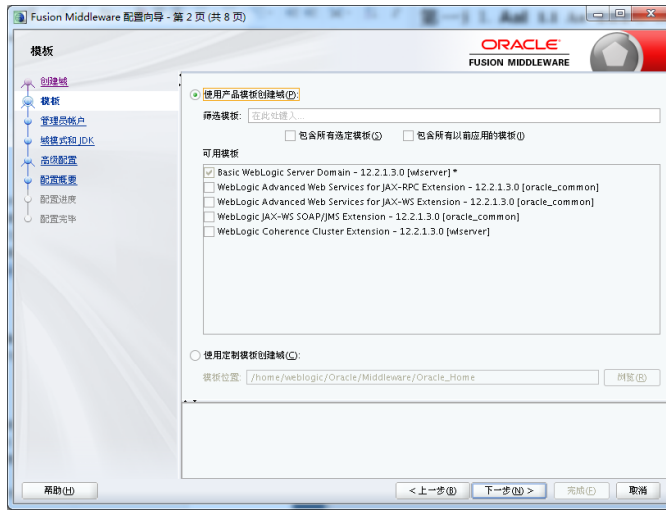 Fusion Middleware 配置向导 - 第 2 页 (共 8 页)
模板
ORACLE
FUSION MIDDLEWARE
创建域
模板
管理员帐户
域模式和 JDK
高级配置
配置概要
配置进度
配置完毕
使用产品模板创建域(P):
筛选模板: 在此处键入...
包含所有选定模板(S) 包含所有以前应用的模板(I)
可用模板
Basic WebLogic Server Domain - 12.2.1.3.0 [wlserver] *
WebLogic Advanced Web Services for JAX-RPC Extension - 12.2.1.3.0 [oracle_common]
WebLogic Advanced Web Services for JAX-WS Extension - 12.2.1.3.0 [oracle_common]
WebLogic JAX-WS SOAP/JMS Extension - 12.2.1.3.0 [oracle_common]
WebLogic Coherence Cluster Extension - 12.2.1.3.0 [wlserver]
使用定制模板创建域(C):
模板位置: /home/weblogic/Oracle/Middleware/Oracle_Home 浏览(R)
帮助(H) < 上一步(B) 下一步(N) > 完成(F) 取消